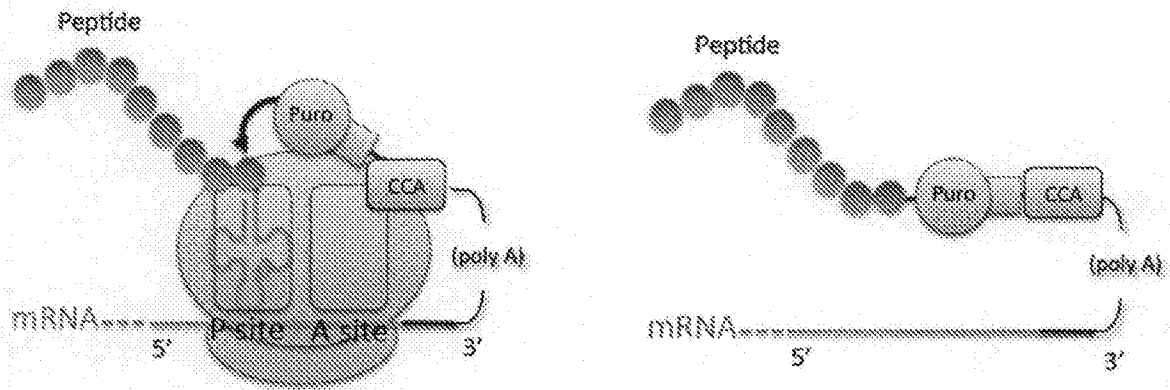 Peptide
Puro
CCA
(poly A)
mRNA
P site A site
5'
3'
Peptide
Puro
CCA
(poly A)
mRNA
5'
3'